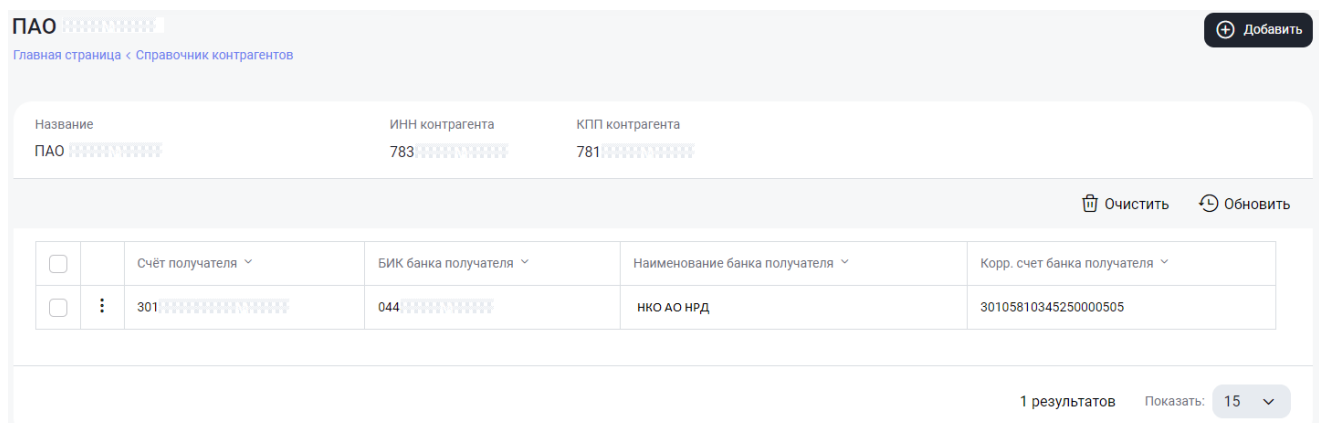 ПАО
Добавить
Главная страница < Справочник контрагентов
Название ИНН контрагента КПП контрагента
ПАО 783 781
Очистить Обновить
Счёт получателя БИК банка получателя Наименование банка получателя Корр. счет банка получателя
301 044 НКО АО НРД 30105810345250000505
1 результатов Показать: 15